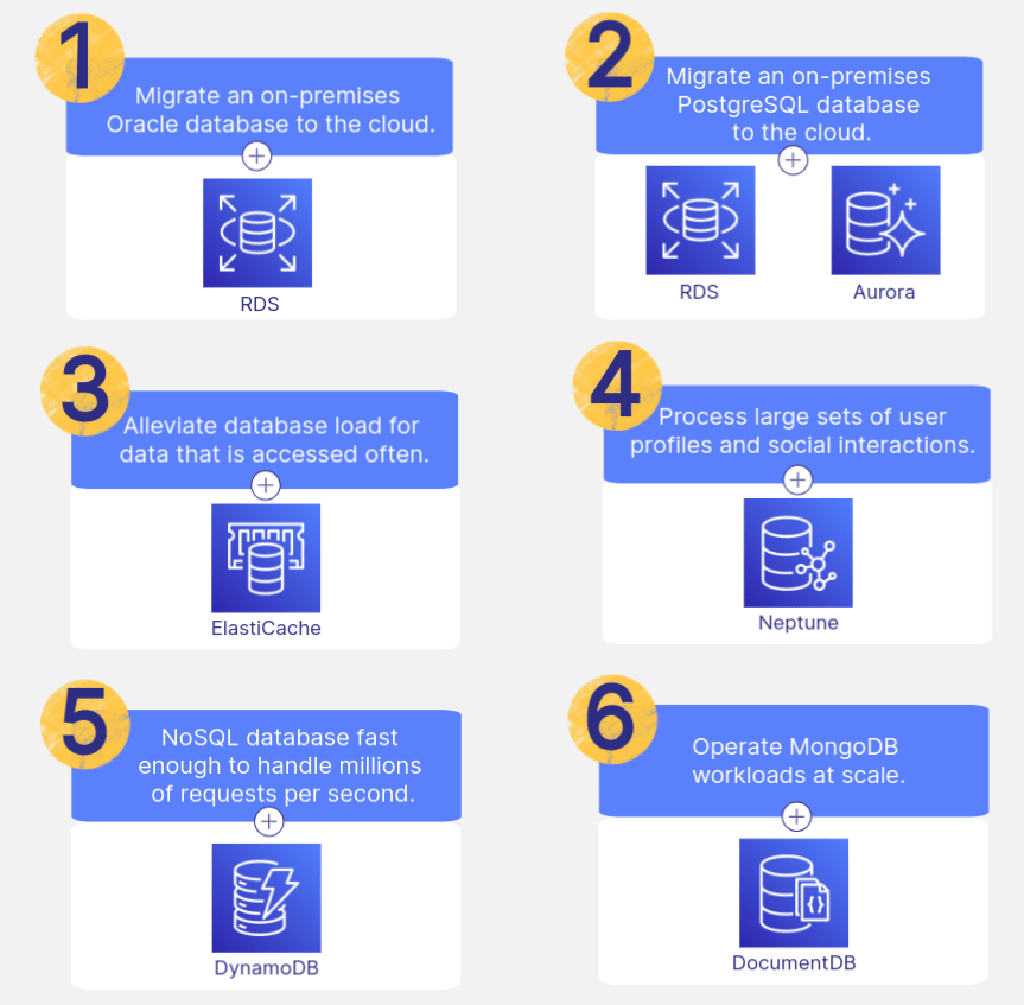 1
Migrate an on-premises
Oracle database to the cloud.
RDS
2
Migrate an on-premises
PostgreSQL database
to the cloud.
RDS
Aurora
3
Alleviate database load for
data that is accessed often.
ElastiCache
4
Process large sets of user
profiles and social interactions.
Neptune
5
NoSQL database fast
enough to handle millions
of requests per second.
DynamoDB
6
Operate MongoDB
workloads at scale.
DocumentDB